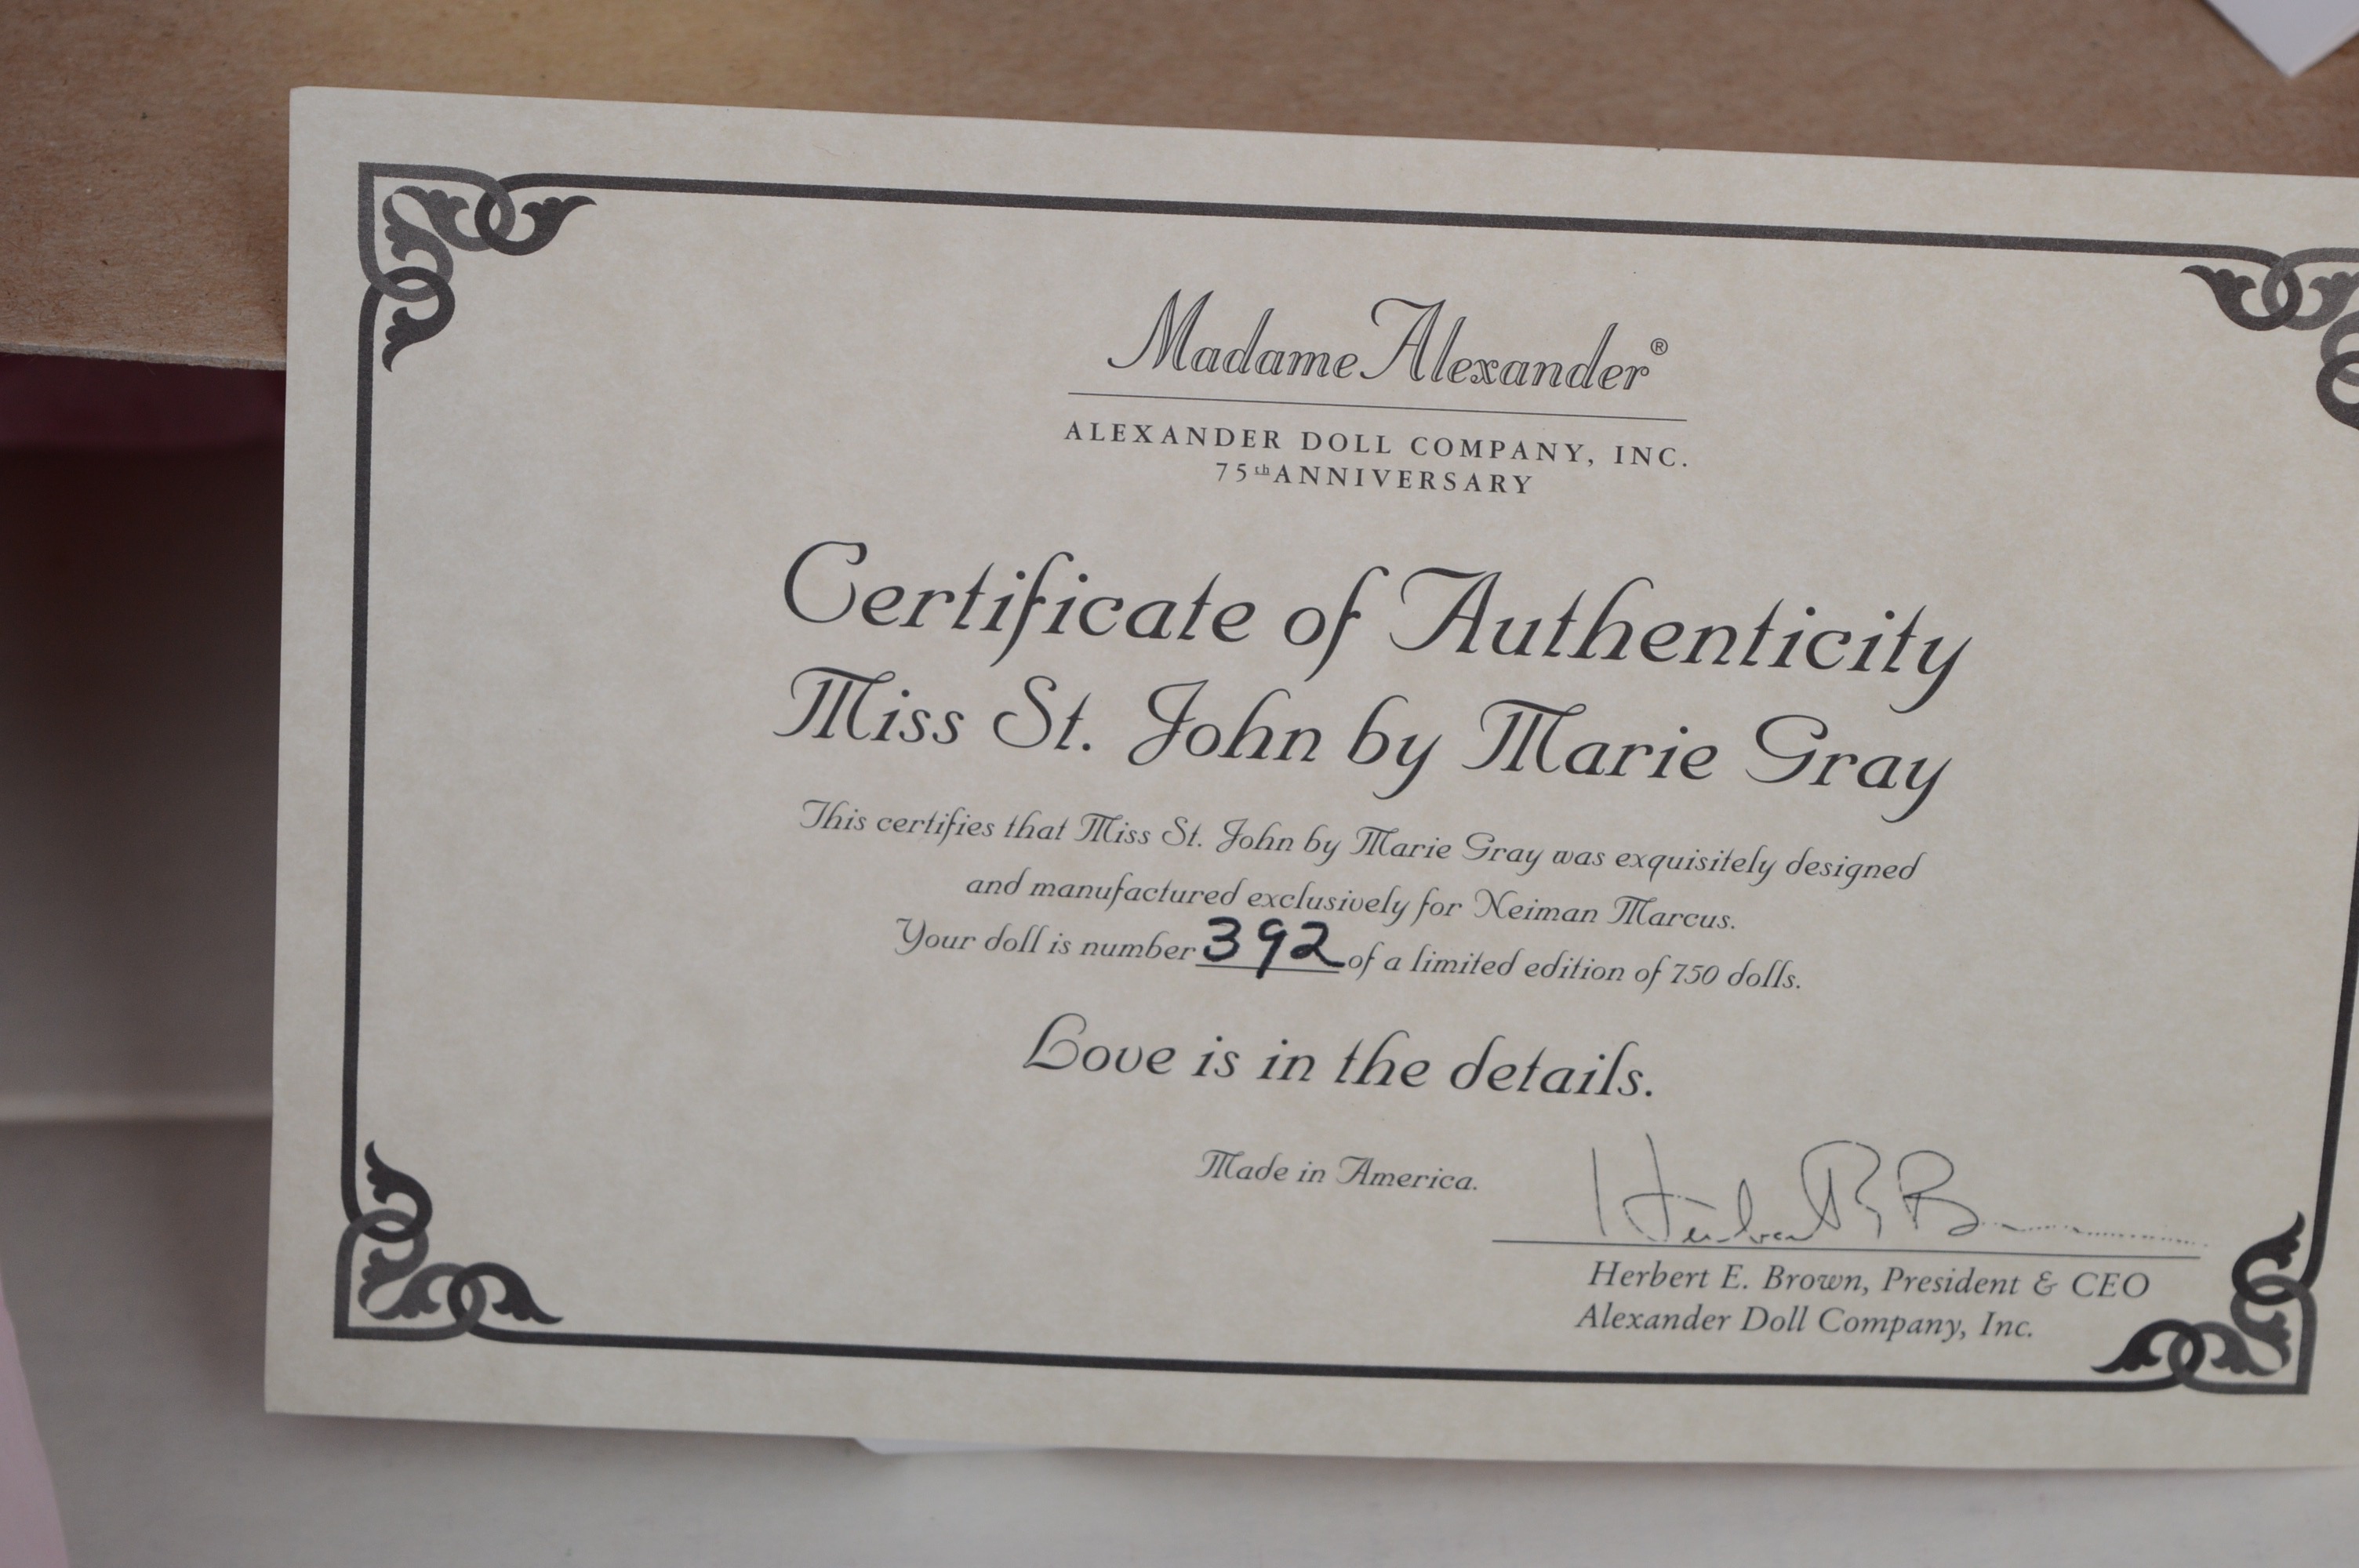 Madame Alexander®
ALEXANDER DOLL COMPANY, INC.
75th ANNIVERSARY
Certificate of Authenticity
Miss St. John by Marie Gray
This certifies that Miss St. John by Marie Gray was exquisitely designed
and manufactured exclusively for Neiman Marcus.
Your doll is number 392 of a limited edition of 750 dolls.
Love is in the details.
Made in America.
Herbert E. Brown, President & CEO
Alexander Doll Company, Inc.